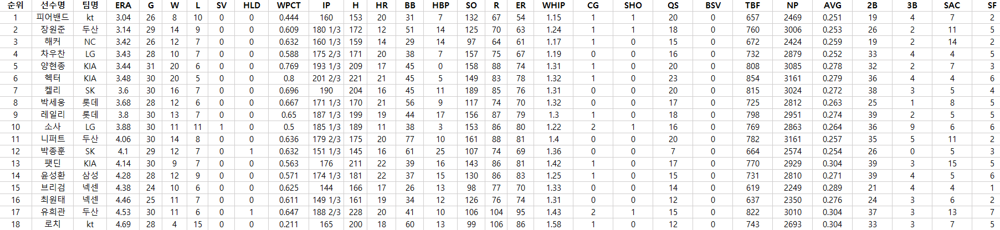 순위 선수명 팀명 ERA G W L SV HLD WPCT IP H HR BB HBP SO R ER WHIP CG SHO QS BSV TBF NP AVG 2B 3B SAC SF
1 피어밴드 kt 3.04 26 8 10 0 0 0.444 160 153 20 31 7 132 67 54 1.15 1 1 20 0 657 2469 0.251 19 4 7 2
2 장원준 두산 3.14 29 14 9 0 0 0.609 180 1/3 172 12 51 14 125 70 63 1.24 1 1 18 0 760 3006 0.253 26 2 11 5
3 해커 NC 3.42 26 12 7 0 0 0.632 160 1/3 159 14 29 14 97 64 61 1.17 1 0 15 0 672 2424 0.259 19 2 14 2
4 차우찬 LG 3.43 28 10 7 0 0 0.588 175 2/3 171 20 38 7 157 75 67 1.19 0 0 16 0 732 2879 0.252 33 4 4 5
5 양현종 KIA 3.44 31 20 6 0 0 0.769 193 1/3 209 17 45 0 158 88 74 1.31 1 0 20 0 808 3085 0.278 32 2 7 3
6 헥터 KIA 3.48 30 20 5 0 0 0.8 201 2/3 221 21 45 5 149 83 78 1.32 1 0 23 0 854 3161 0.279 36 4 4 6
7 켈리 SK 3.6 30 16 7 0 0 0.696 190 204 16 45 11 189 85 76 1.31 0 0 20 0 815 3024 0.272 38 3 5 4
8 박세웅 롯데 3.68 28 12 6 0 0 0.667 171 1/3 170 21 56 9 117 74 70 1.32 0 0 17 0 725 2812 0.263 25 1 8 5
9 레일리 롯데 3.8 30 13 7 0 0 0.65 187 1/3 199 19 44 17 156 87 79 1.3 1 0 18 0 798 2951 0.274 39 2 5 5
10 소사 LG 3.88 30 11 11 1 0 0.5 185 1/3 189 11 38 3 153 86 80 1.22 2 1 16 0 769 2863 0.264 36 9 6 6
11 니퍼트 두산 4.06 30 14 8 0 0 0.636 179 2/3 175 20 77 10 161 88 81 1.4 0 0 20 0 782 3161 0.257 35 5 11 2
12 박종훈 SK 4.1 29 12 7 0 1 0.632 151 1/3 145 16 61 25 107 74 69 1.36 0 0 7 0 664 2574 0.254 26 0 5 3
13 팻딘 KIA 4.14 30 9 7 0 0 0.563 176 211 22 39 16 143 86 81 1.42 1 0 17 0 770 2929 0.304 39 3 15 5
14 윤성환 삼성 4.28 28 12 9 0 0 0.571 174 1/3 181 22 37 15 130 86 83 1.25 1 0 15 0 731 2810 0.271 39 4 5 6
15 브리검 넥센 4.38 24 10 6 0 0 0.625 144 166 17 26 13 98 77 70 1.33 0 0 14 0 619 2249 0.289 21 4 4 1
16 최원태 넥센 4.46 25 11 7 0 0 0.611 149 1/3 161 19 34 12 126 76 74 1.31 0 0 12 0 637 2350 0.276 24 3 6 2
17 유희관 두산 4.53 30 11 6 0 1 0.647 188 2/3 228 20 41 10 106 104 95 1.43 2 1 15 0 822 3010 0.304 37 3 13 7
18 로치 kt 4.69 28 4 15 0 0 0.211 165 200 18 60 13 99 106 86 1.58 1 0 12 0 743 2693 0.304 33 3 7 5